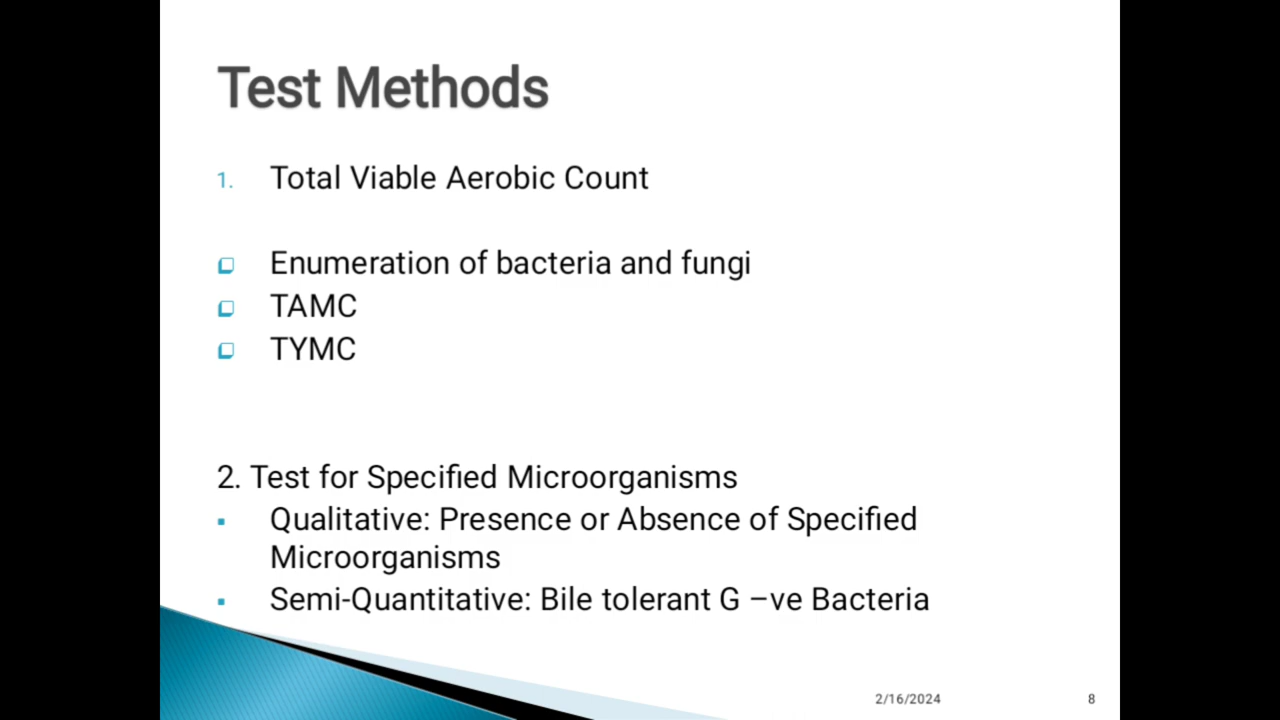 Test Methods
1. Total Viable Aerobic Count
Enumeration of bacteria and fungi
TAMC
TYMC
2. Test for Specified Microorganisms
Qualitative: Presence or Absence of Specified
Microorganisms
Semi-Quantitative: Bile tolerant G –ve Bacteria
2/16/2024 8